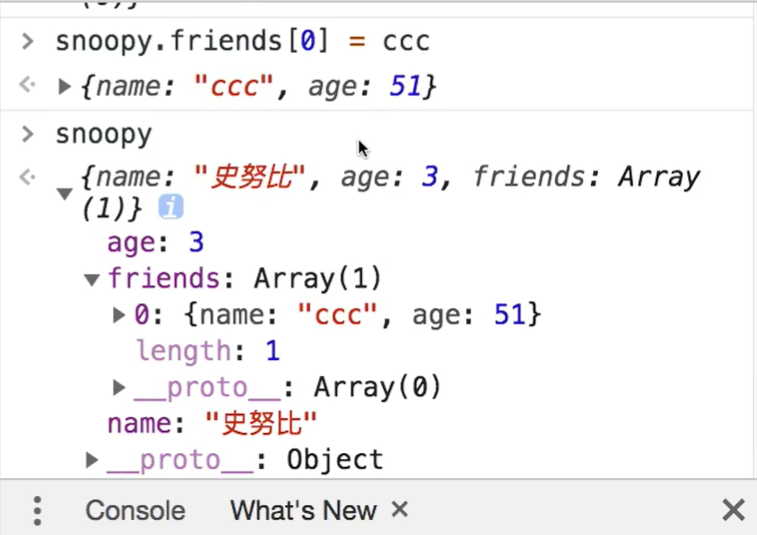 > snoopy.friends[0] = ccc
{name: "ccc", age: 51}
> snoopy
{name: "史努比", age: 3, friends: Array
(1)} i
age: 3
friends: Array(1)
0: {name: "ccc", age: 51}
length: 1
__proto__: Array(0)
name: "史努比"
__proto__: Object
Console What's New ×